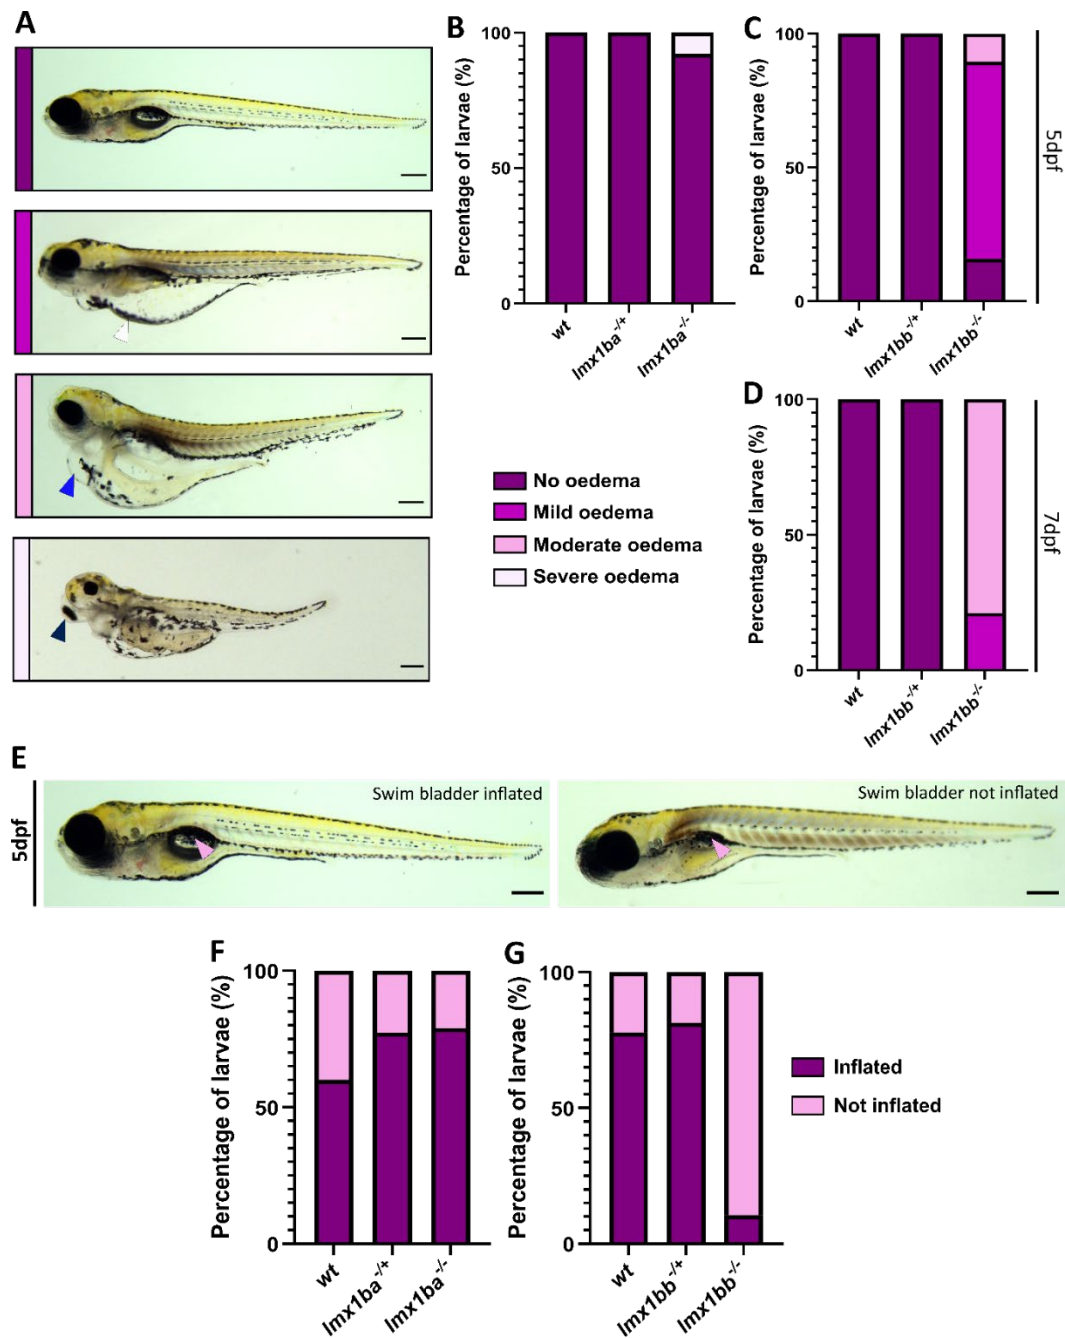 A
B
Percentage of larvae (%)
100
50
0
wt
lmx1ba-/+
lmx1ba-/-
C
Percentage of larvae (%)
100
50
0
wt
lmx1bb-/+
lmx1bb-/-
5dpf
No oedema
Mild oedema
Moderate oedema
Severe oedema
D
Percentage of larvae (%)
100
50
0
wt
lmx1bb-/+
lmx1bb-/-
7dpf
E
5dpf
Swim bladder inflated
Swim bladder not inflated
F
Percentage of larvae (%)
100
50
0
wt
lmx1ba-/+
lmx1ba-/-
G
Percentage of larvae (%)
100
50
0
wt
lmx1bb-/+
lmx1bb-/-
Inflated
Not inflated